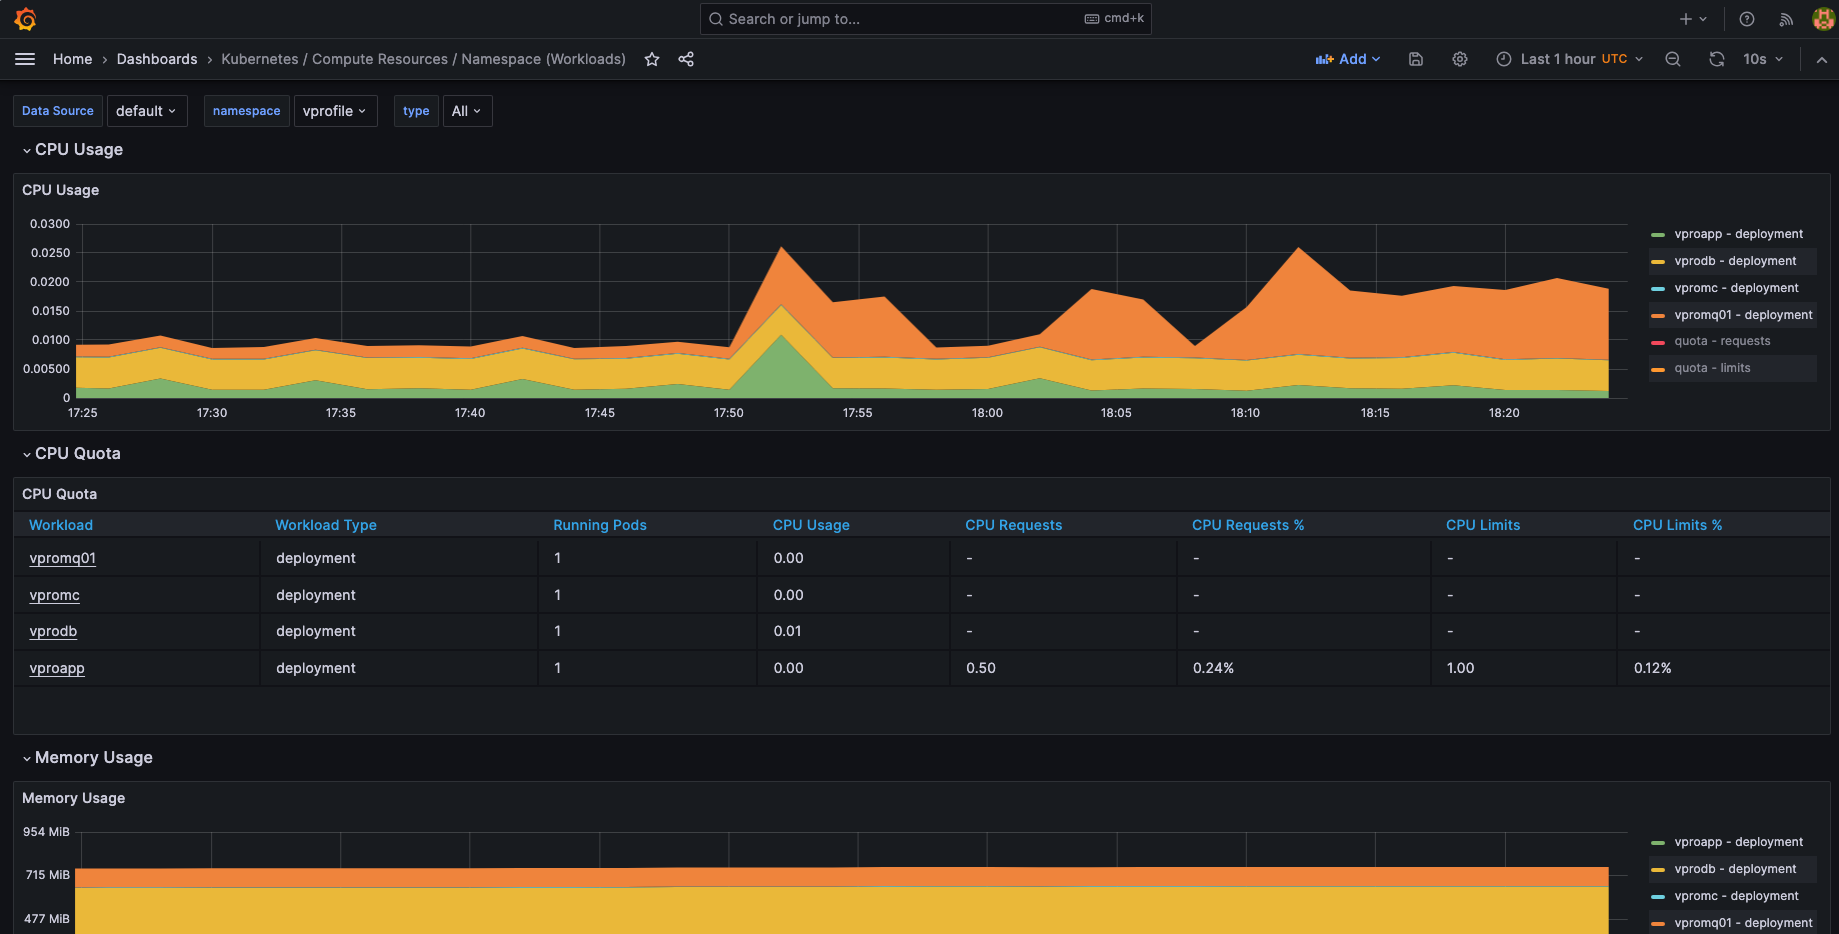 Search or jump to... cmd+k
Home › Dashboards › Kubernetes / Compute Resources / Namespace (Workloads) Add Last 1 hour UTC 10s
Data Source default namespace vprofile type All
CPU Usage
CPU Usage
0.0300
0.0250
0.0200
0.0150
0.0100
0.00500
0
17:25 17:30 17:35 17:40 17:45 17:50 17:55 18:00 18:05 18:10 18:15 18:20
vproapp - deployment
vprodb - deployment
vpromc - deployment
vpromq01 - deployment
quota - requests
quota - limits
CPU Quota
CPU Quota
Workload Workload Type Running Pods CPU Usage CPU Requests CPU Requests % CPU Limits CPU Limits %
vpromq01 deployment 1 0.00 - - - -
vpromc deployment 1 0.00 - - - -
vprodb deployment 1 0.01 - - - -
vproapp deployment 1 0.00 0.50 0.24% 1.00 0.12%
Memory Usage
Memory Usage
954 MiB
715 MiB
477 MiB
vproapp - deployment
vprodb - deployment
vpromc - deployment
vpromq01 - deployment